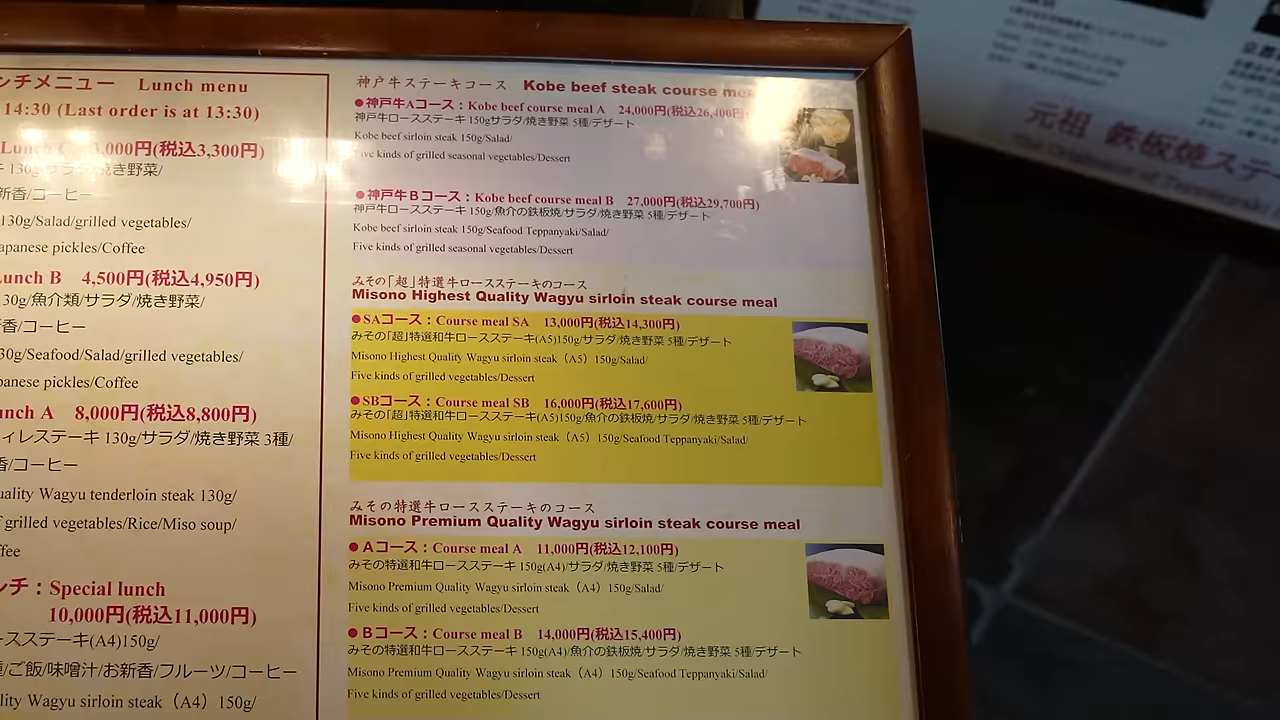 ンチメニュー Lunch menu
14:30 (Last order is at 13:30)
Lunch C 3,000円(税込3,300円)
130g/サラダ/焼き野菜/
新香/コーヒー
130g/Salad/grilled vegetables/
apanese pickles/Coffee
Lunch B 4,500円(税込4,950円)
30g/魚介類/サラダ/焼き野菜/
香/コーヒー
30g/Seafood/Salad/grilled vegetables/
panese pickles/Coffee
unch A 8,000円(税込8,800円)
ィレステーキ 130g/サラダ/焼き野菜 3種/
香/コーヒー
uality Wagyu tenderloin steak 130g/
f grilled vegetables/Rice/Miso soup/
ffee
ンチ：Special lunch
10,000円(税込11,000円)
ースステーキ(A4)150g/
/ご飯/味噌汁/お新香/フルーツ/コーヒー
lity Wagyu sirloin steak（A4）150g/
神戸牛ステーキコース Kobe beef steak course me
●神戸牛Aコース：Kobe beef course meal A 24,000円(税込26,400円)
神戸牛ロースステーキ 150gサラダ/焼き野菜 5種/デザート
Kobe beef sirloin steak 150g/Salad/
Five kinds of grilled seasonal vegetables/Dessert
●神戸牛Bコース：Kobe beef course meal B 27,000円(税込29,700円)
神戸牛ロースステーキ 150g/魚介の鉄板焼/サラダ/焼き野菜 5種/デザート
Kobe beef sirloin steak 150g/Seafood Teppanyaki/Salad/
Five kinds of grilled seasonal vegetables/Dessert
みその「超」特選牛ロースステーキのコース
Misono Highest Quality Wagyu sirloin steak course meal
●SAコース：Course meal SA 13,000円(税込14,300円)
みその「超」特選和牛ロースステーキ(A5)150g/サラダ/焼き野菜 5種/デザート
Misono Highest Quality Wagyu sirloin steak（A5）150g/Salad/
Five kinds of grilled vegetables/Dessert
●SBコース：Course meal SB 16,000円(税込17,600円)
みその「超」特選和牛ロースステーキ(A5)150g/魚介の鉄板焼/サラダ/焼き野菜 5種/デザート
Misono Highest Quality Wagyu sirloin steak（A5）150g/Seafood Teppanyaki/Salad/
Five kinds of grilled vegetables/Dessert
みその特選牛ロースステーキのコース
Misono Premium Quality Wagyu sirloin steak course meal
●Aコース：Course meal A 11,000円(税込12,100円)
みその特選和牛ロースステーキ 150g(A4)/サラダ/焼き野菜 5種/デザート
Misono Premium Quality Wagyu sirloin steak（A4）150g/Salad/
Five kinds of grilled vegetables/Dessert
●Bコース：Course meal B 14,000円(税込15,400円)
みその特選和牛ロースステーキ 150g(A4)/魚介の鉄板焼/サラダ/焼き野菜 5種/デザート
Misono Premium Quality Wagyu sirloin steak（A4）150g/Seafood Teppanyaki/Salad/
Five kinds of grilled vegetables/Dessert
元祖 鉄板焼ステー